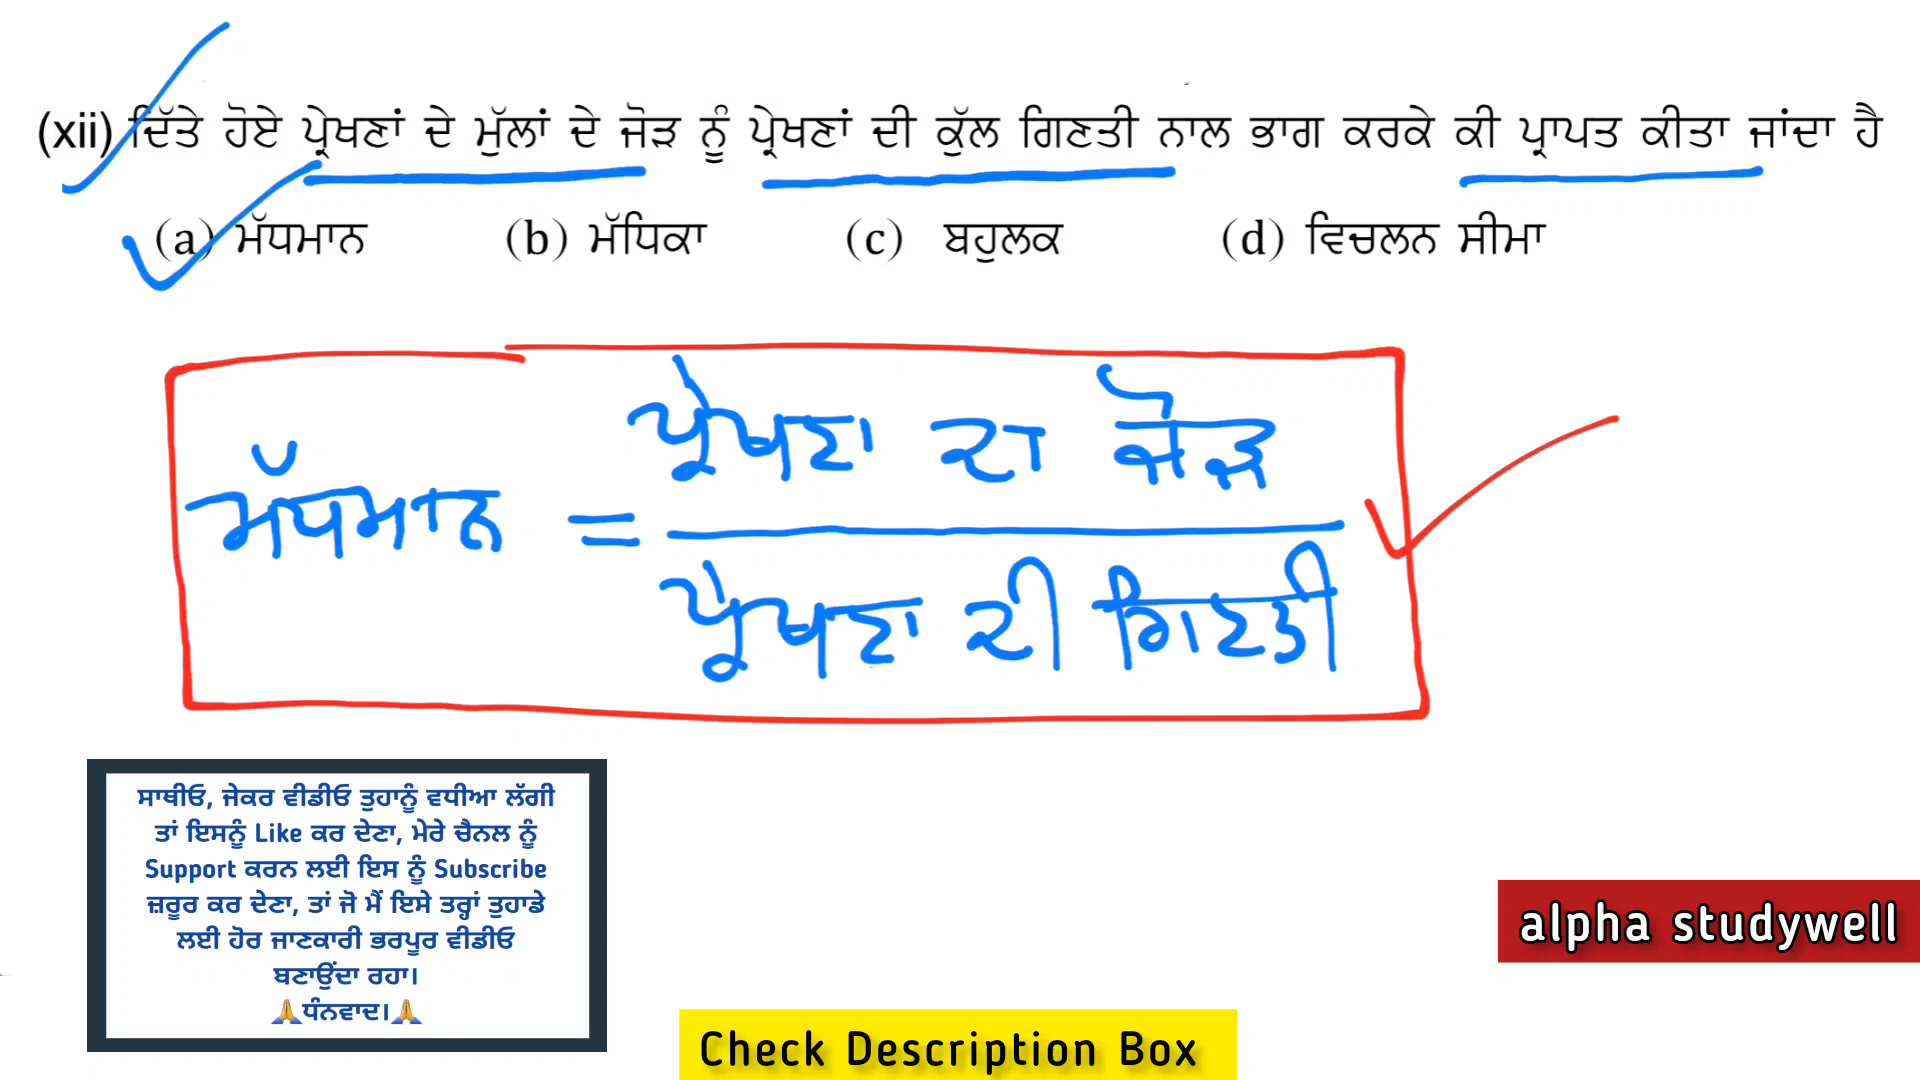 (xii) ਦਿੱਤੇ ਹੋਏ ਪ੍ਰੇਖਣਾਂ ਦੇ ਮੁੱਲਾਂ ਦੇ ਜੋੜ ਨੂੰ ਪ੍ਰੇਖਣਾਂ ਦੀ ਕੁੱਲ ਗਿਣਤੀ ਨਾਲ ਭਾਗ ਕਰਕੇ ਕੀ ਪ੍ਰਾਪਤ ਕੀਤਾ ਜਾਂਦਾ ਹੈ
(a) ਮੱਧਮਾਨ (b) ਮੱਧਿਕਾ (c) ਬਹੁਲਕ (d) ਵਿਚਲਨ ਸੀਮਾ
ਪ੍ਰੇਖਣਾ ਦਾ ਜੋੜ
ਮੱਧਮਾਨ =
ਪ੍ਰੇਖਣਾ ਦੀ ਗਿਣਤੀ
ਸਾਥੀਓ, ਜੇਕਰ ਵੀਡੀਓ ਤੁਹਾਨੂੰ ਵਧੀਆ ਲੱਗੀ
ਤਾਂ ਇਸਨੂੰ Like ਕਰ ਦੇਣਾ, ਮੇਰੇ ਚੈਨਲ ਨੂੰ
Support ਕਰਨ ਲਈ ਇਸ ਨੂੰ Subscribe
ਜ਼ਰੂਰ ਕਰ ਦੇਣਾ, ਤਾਂ ਜੋ ਮੈਂ ਇਸੇ ਤਰ੍ਹਾਂ ਤੁਹਾਡੇ
ਲਈ ਹੋਰ ਜਾਣਕਾਰੀ ਭਰਪੂਰ ਵੀਡੀਓ
ਬਣਾਉਂਦਾ ਰਹਾ।
🙏ਧੰਨਵਾਦ।🙏
alpha studywell
Check Description Box